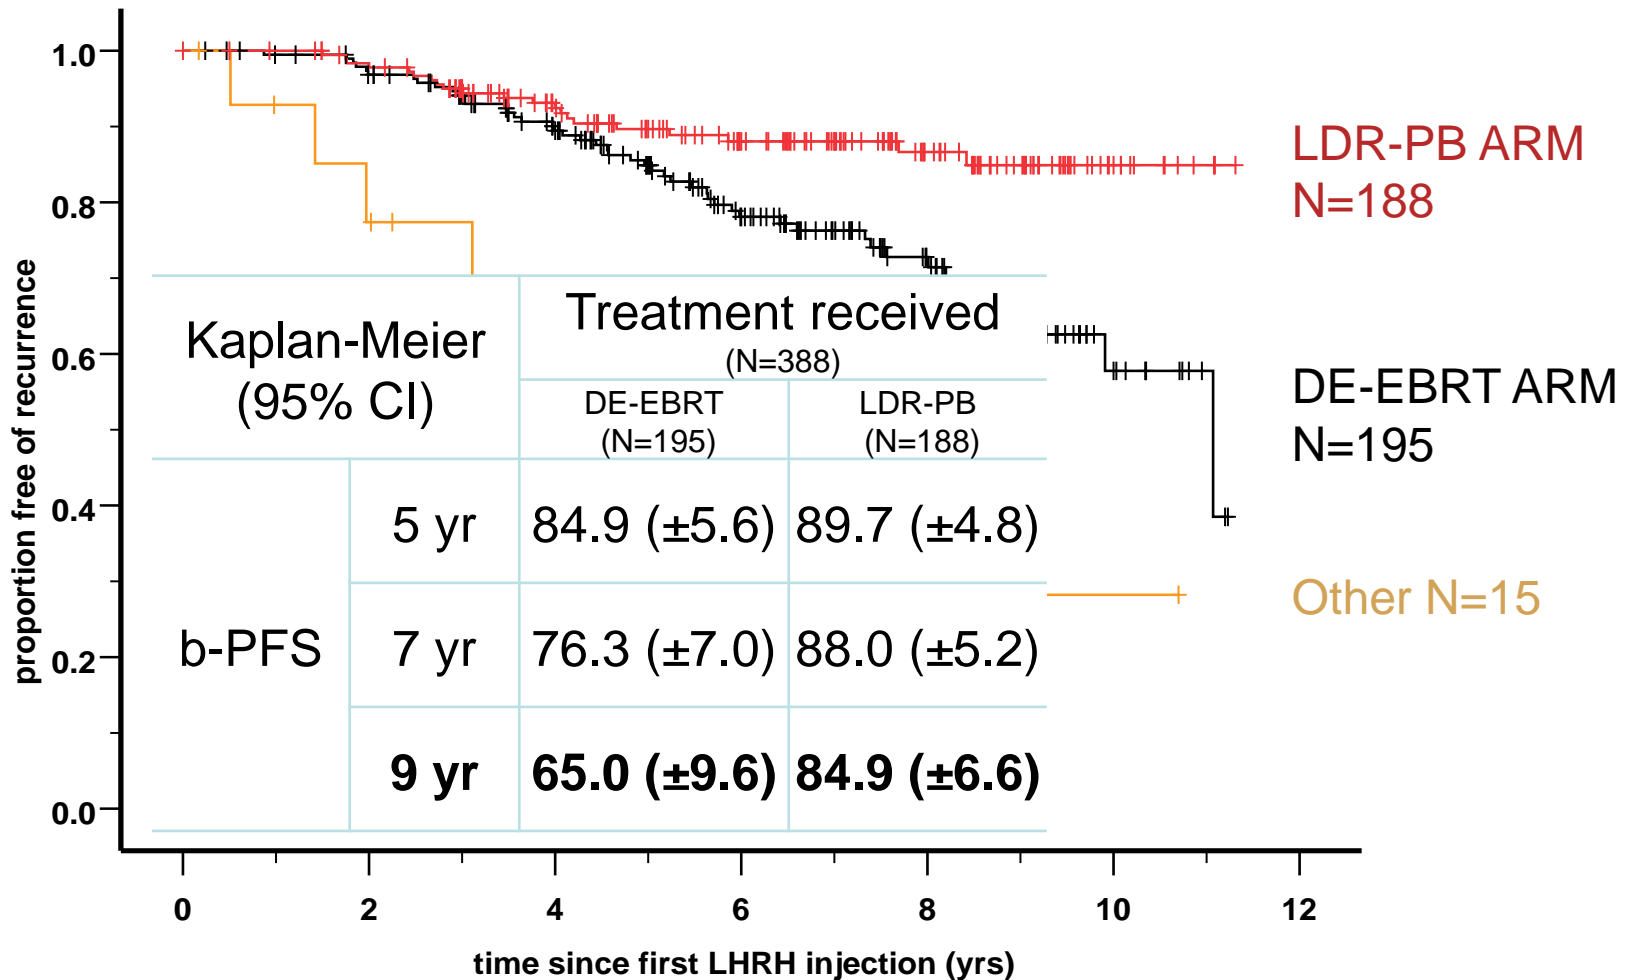 proportion free of recurrence
1.0
0.8
0.6
0.4
0.2
0.0
LDR-PB ARM
N=188
DE-EBRT ARM
N=195
Other N=15
Kaplan-Meier
(95% CI)
Treatment received
(N=388)
DE-EBRT
(N=195)
LDR-PB
(N=188)
b-PFS
5 yr 84.9 (±5.6) 89.7 (±4.8)
7 yr 76.3 (±7.0) 88.0 (±5.2)
9 yr 65.0 (±9.6) 84.9 (±6.6)
0 2 4 6 8 10 12
time since first LHRH injection (yrs)